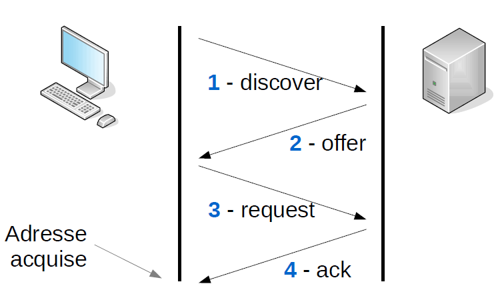 1 - discover
2 - offer
3 - request
Adresse
acquise
4 - ack